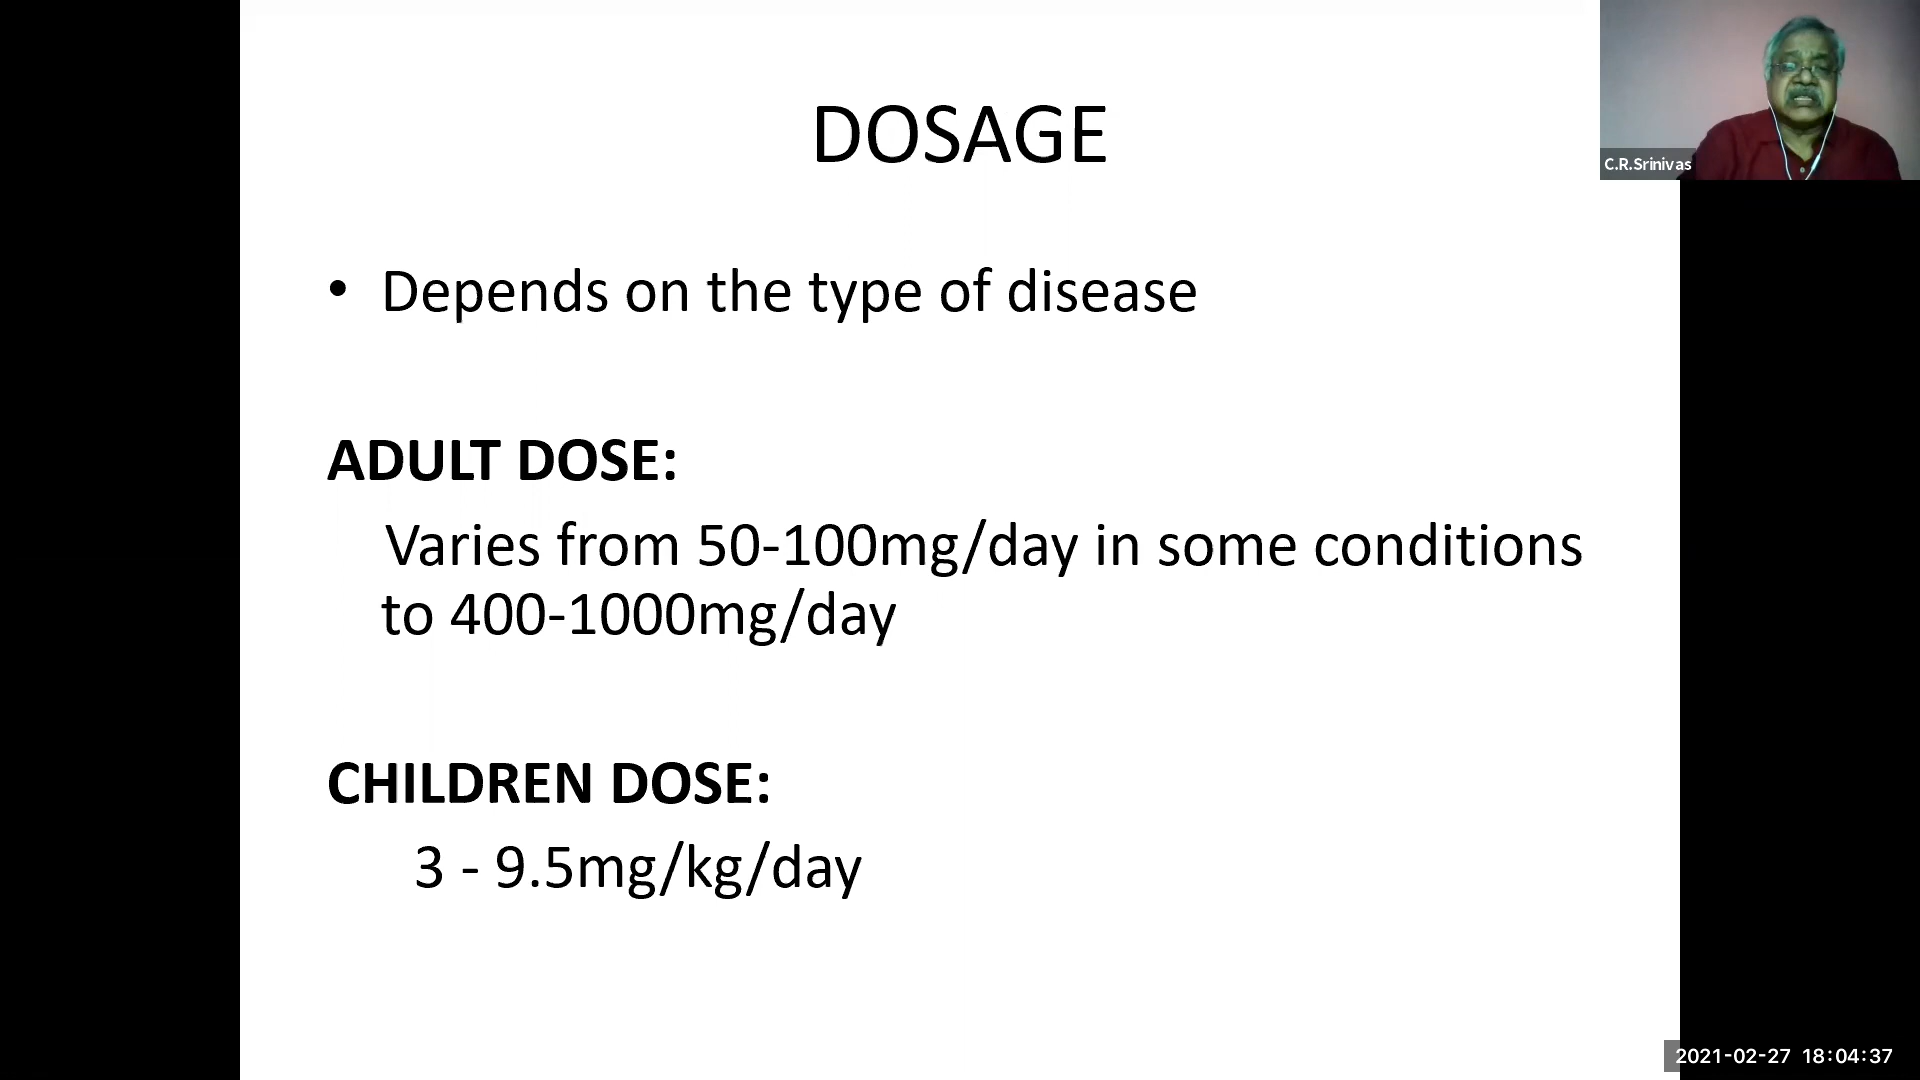 DOSAGE
C.R.Srinivas
• Depends on the type of disease
ADULT DOSE:
Varies from 50-100mg/day in some conditions
to 400-1000mg/day
CHILDREN DOSE:
3 - 9.5mg/kg/day
2021-02-27 18:04:37